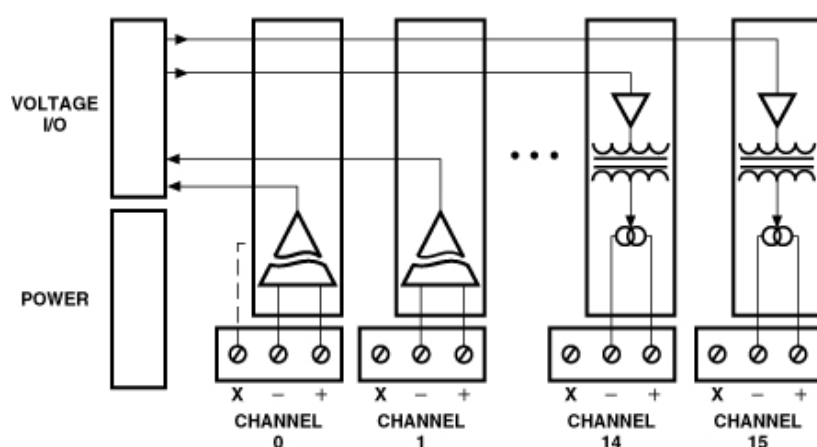 VOLTAGE
I/O
POWER
X − +
CHANNEL
0
X − +
CHANNEL
1
X − +
CHANNEL
14
X − +
CHANNEL
15